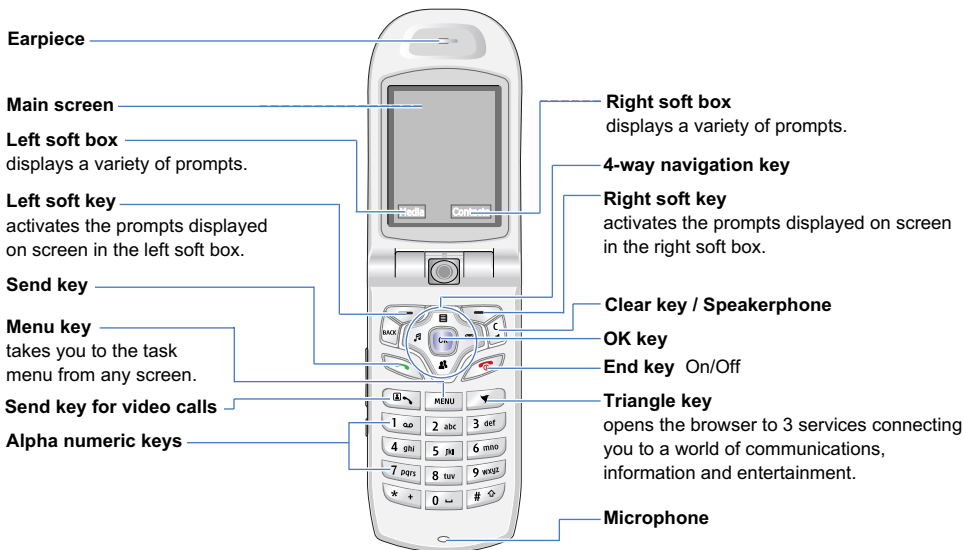 Earpiece
Main screen
Left soft box
displays a variety of prompts.
Left soft key
activates the prompts displayed
on screen in the left soft box.
Send key
Menu key
takes you to the task
menu from any screen.
Send key for video calls
Alpha numeric keys
Media
Contacts
BACK
OK
C
MENU
1
2 abc
3 def
4 ghi
5 jkl
6 mno
7 pqrs
8 tuv
9 wxyz
* +
0
#
Right soft box
displays a variety of prompts.
4-way navigation key
Right soft key
activates the prompts displayed on screen
in the right soft box.
Clear key / Speakerphone
OK key
End key On/Off
Triangle key
opens the browser to 3 services connecting
you to a world of communications,
information and entertainment.
Microphone